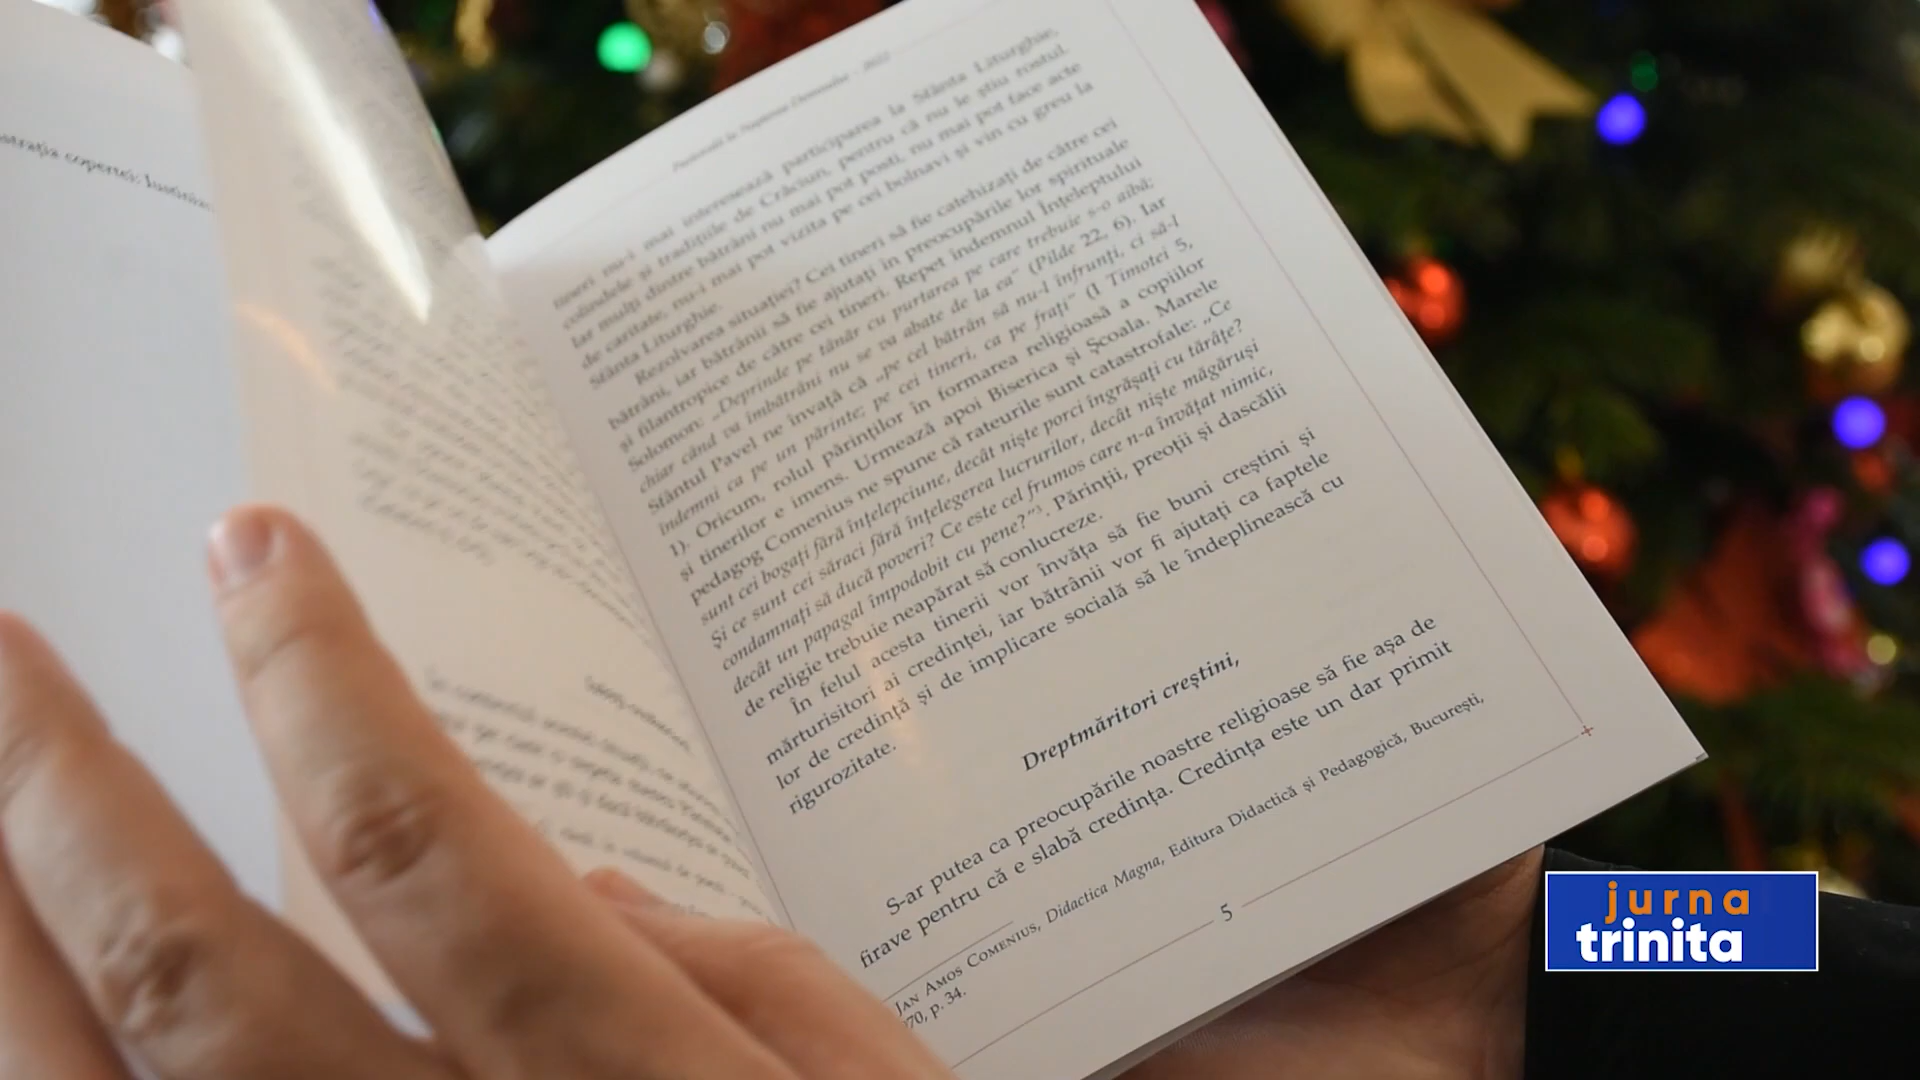 Pastorală la Nașterea Domnului - 2022
tineri nu-i mai interesează participarea la Sfânta Liturghie,
colindele și tradițiile de Crăciun, pentru că nu le știu rostul.
Iar mulți dintre bătrâni nu mai pot posti, nu mai pot face acte
de caritate, nu-i mai pot vizita pe cei bolnavi și vin cu greu la
Sfânta Liturghie.
Rezolvarea situației? Cei tineri să fie catehizați de către cei
bătrâni, iar bătrânii să fie ajutați în preocupările lor spirituale
și filantropice de către cei tineri. Repet îndemnul Înțeleptului
Solomon: „Deprinde pe tânăr cu purtarea pe care trebuie s-o aibă;
chiar când va îmbătrâni nu se va abate de la ea” (Pilde 22, 6). Iar
Sfântul Pavel ne învață că „pe cel bătrân să nu-l înfrunți, ci să-l
îndemni ca pe un părinte; pe cei tineri, ca pe frați” (I Timotei 5,
1). Oricum, rolul părinților în formarea religioasă a copiilor
și tinerilor e imens. Urmează apoi Biserica și Școala. Marele
pedagog Comenius ne spune că rateurile sunt catastrofale: „Ce
sunt cei bogați fără înțelepciune, decât niște porci îngrășați cu tărâțe?
Și ce sunt cei săraci fără înțelegerea lucrurilor, decât niște măgăruși
condamnați să ducă poveri? Ce este cel frumos care n-a învățat nimic,
decât un papagal împodobit cu pene?”³. Părinții, preoții și dascălii
de religie trebuie neapărat să conlucreze.
În felul acesta tinerii vor învăța să fie buni creștini și
mărturisitori ai credinței, iar bătrânii vor fi ajutați ca faptele
lor de credință și de implicare socială să le îndeplinească cu
rigurozitate.
Dreptmăritori creștini,
S-ar putea ca preocupările noastre religioase să fie așa de
firave pentru că e slabă credința. Credința este un dar primit
JAN AMOS COMENIUS, Didactica Magna, Editura Didactică și Pedagogică, București,
70, p. 34.
5
jurna
trinita